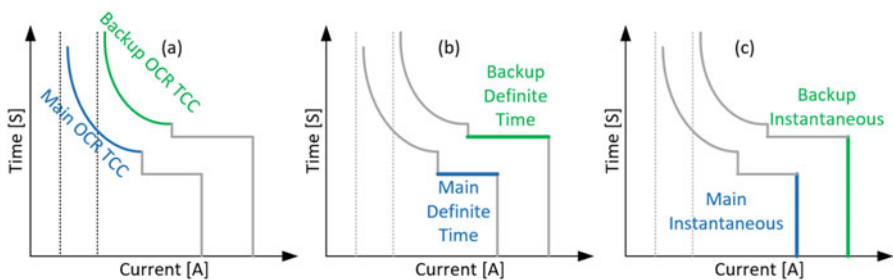 (a)
Backup OCR TCC
Main OCR TCC
Time [S]
Current [A]
(b)
Backup
Definite
Time
Main
Definite
Time
Time [S]
Current [A]
(c)
Backup
Instantaneous
Main
Instantaneous
Time [S]
Current [A]